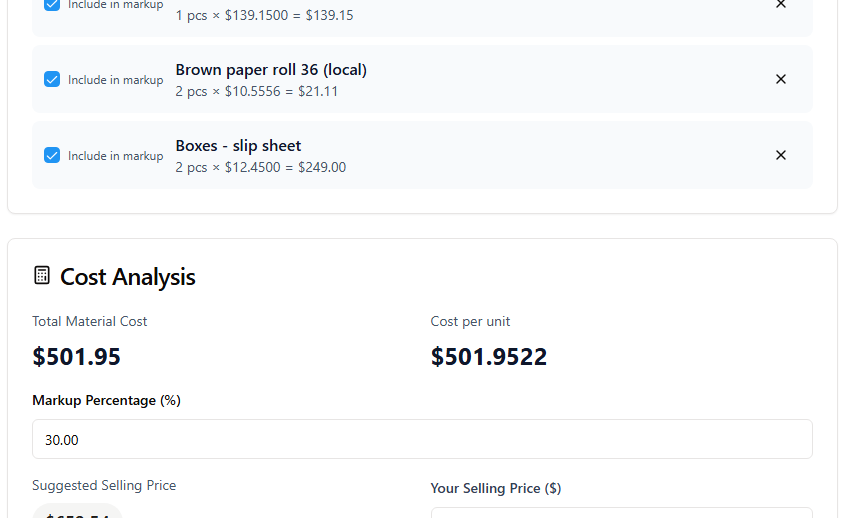 Include in markup
1 pcs × $139.1500 = $139.15
Brown paper roll 36 (local)
Include in markup
2 pcs × $10.5556 = $21.11
Boxes - slip sheet
Include in markup
2 pcs × $12.4500 = $249.00
Cost Analysis
Total Material Cost
Cost per unit
$501.95
$501.9522
Markup Percentage (%)
30.00
Suggested Selling Price
Your Selling Price ($)